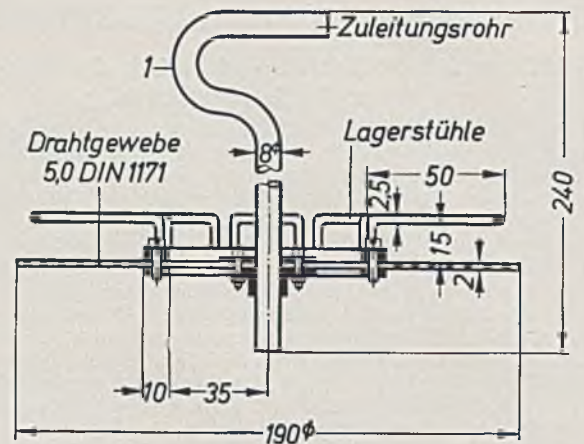 Zuleitungsrohr
1
Drahtgewebe
5,0 DIN 1171
8⌀
Lagerstühle
2,5
50
240
15
2
10
35
190⌀